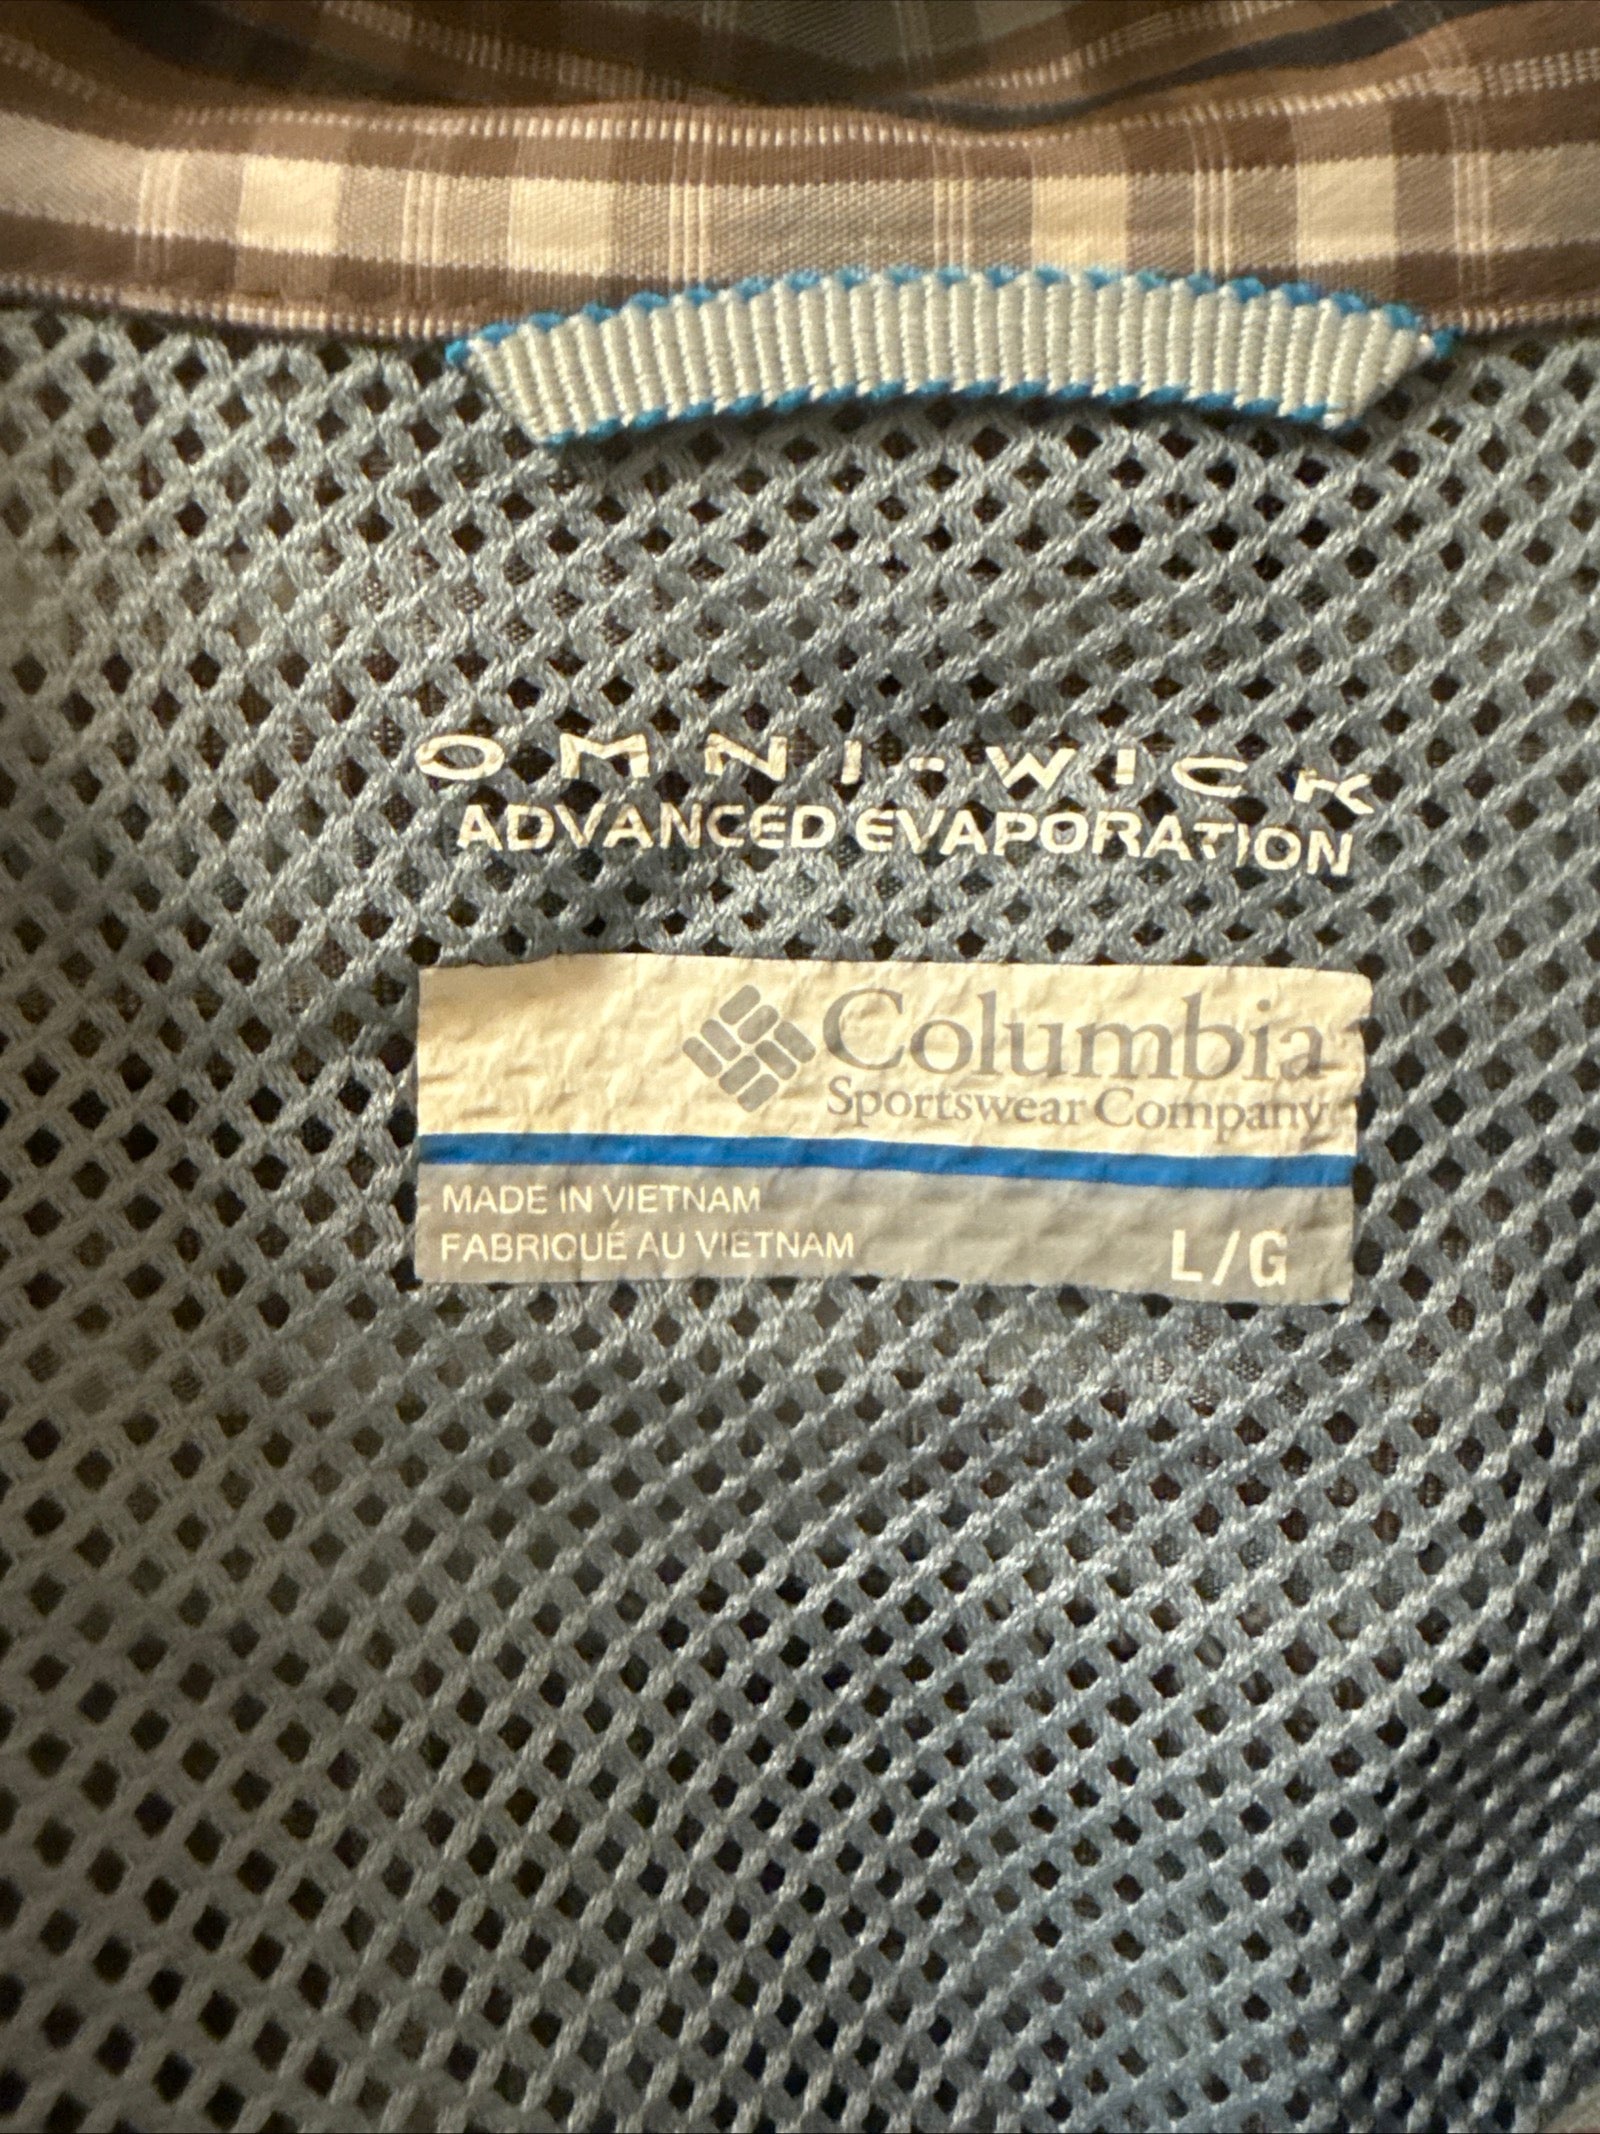 OMNI-WICK
ADVANCED EVAPORATION
Columbia
Sportswear Company
MADE IN VIETNAM
FABRIQUÉ AU VIETNAM
L/G